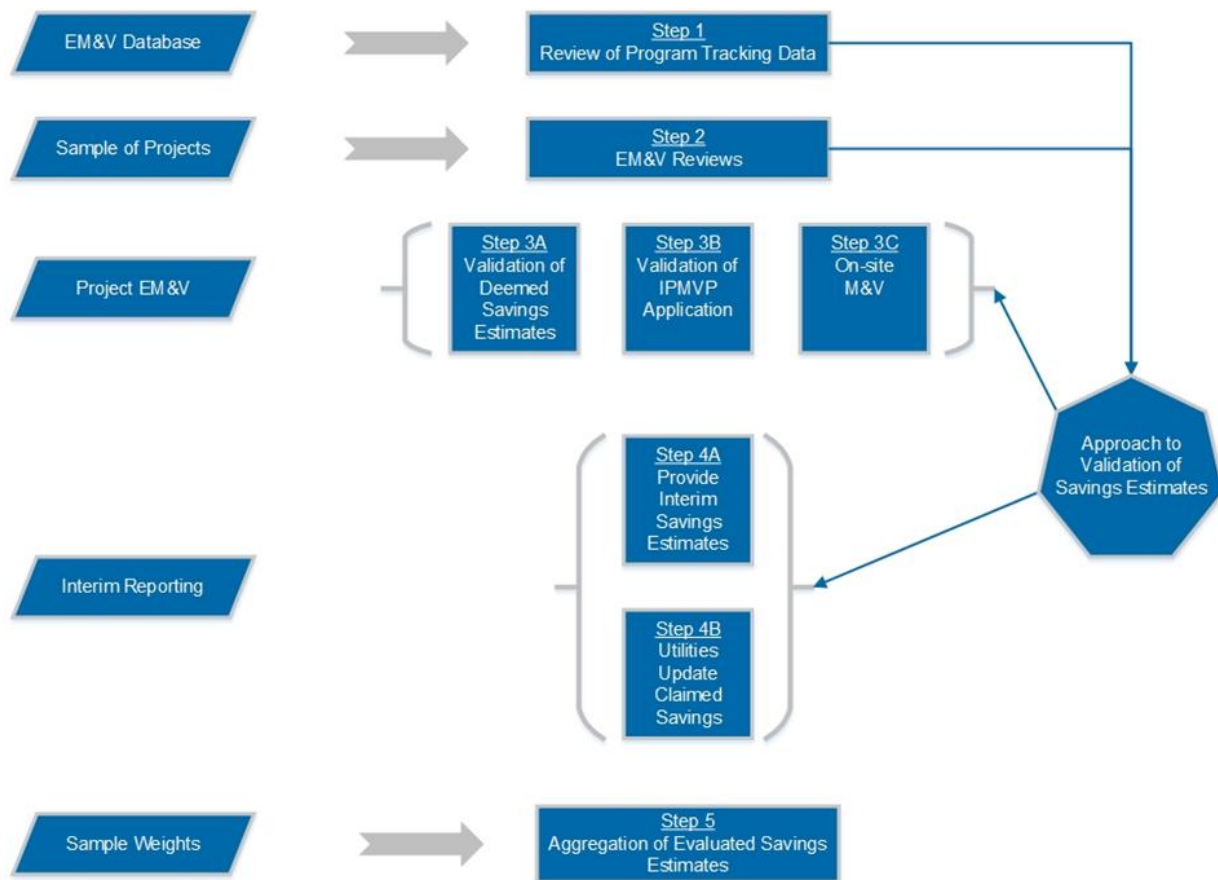 EM&V Database
Step 1
Review of Program Tracking Data
Sample of Projects
Step 2
EM&V Reviews
Project EM&V
Step 3A
Validation of
Deemed
Savings
Estimates
Step 3B
Validation of
IPMVP
Application
Step 3C
On-site
M&V
Approach to
Validation of
Savings Estimates
Interim Reporting
Step 4A
Provide
Interim
Savings
Estimates
Step 4B
Utilities
Update
Claimed
Savings
Sample Weights
Step 5
Aggregation of Evaluated Savings
Estimates